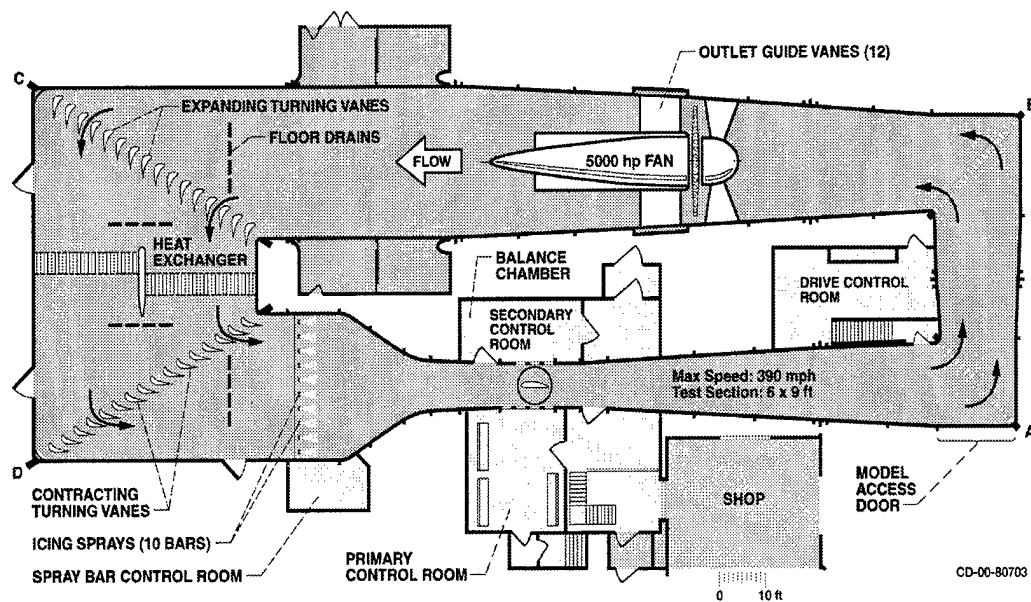 OUTLET GUIDE VANES (12)
C
B
EXPANDING TURNING VANES
FLOOR DRAINS
FLOW
5000 hp FAN
HEAT
EXCHANGER
BALANCE
CHAMBER
DRIVE CONTROL
ROOM
SECONDARY
CONTROL
ROOM
Max Speed: 390 mph
Test Section: 6 x 9 ft
A
D
CONTRACTING
TURNING VANES
ICING SPRAYS (10 BARS)
SPRAY BAR CONTROL ROOM
PRIMARY
CONTROL ROOM
SHOP
MODEL
ACCESS
DOOR
0 10 ft
CD-00-80703